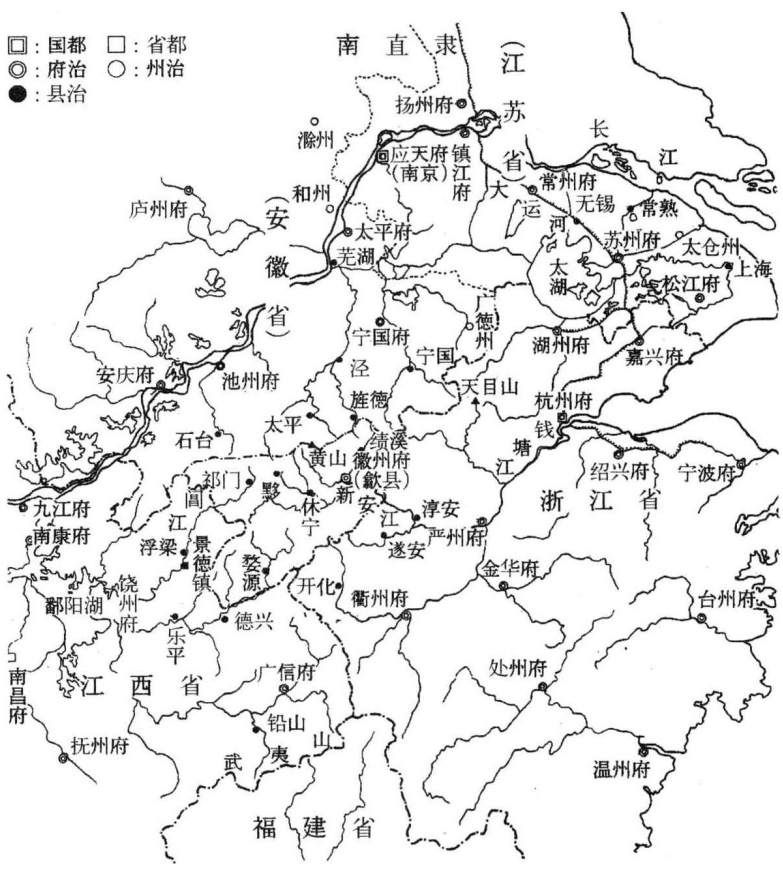 回：国都 □：省都
◎：府治 ○：州治
●：县治
南直隶
（江苏省）
扬州府
滁州
应天府
（南京）
镇江府
长江
常州府
大运河
无锡
常熟
和州
庐州府
（安徽省）
太平府
芜湖
太湖
苏州府
太仓州
上海
松江府
广德州
宁国府
湖州府
嘉兴府
泾
宁国
安庆府
池州府
天目山
杭州府
旌德
太平
石台
绩溪
黄山
徽州府
（歙县）
钱塘江
绍兴府
宁波府
祁门
黟
休宁
新安江
淳安
严州府
浙江省
九江府
昌江
南康府
浮梁
景德镇
遂安
婺源
开化
衢州府
金华府
台州府
饶州府
鄱阳湖
乐平
德兴
南昌府
江西省
广信府
处州府
铅山
武夷山
抚州府
温州府
福建省